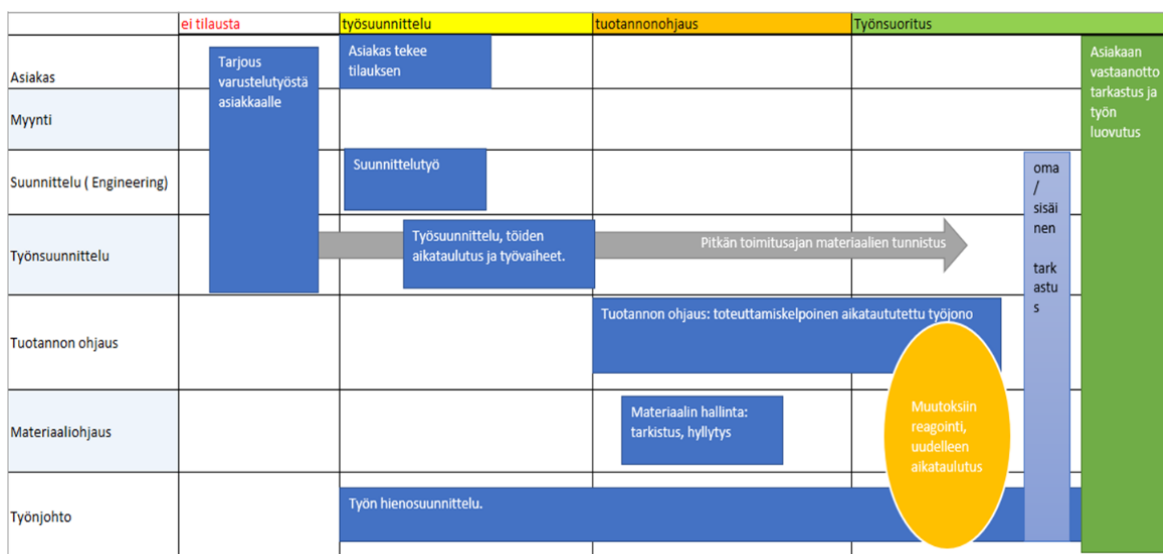 ei tilausta
työsuunnittelu
tuotannonohjaus
Työnsuoritus
Asiakas
Tarjous
varustelutyöstä
asiakkaalle
Asiakas tekee
tilauksen
Asiakaan
vastaanotto
tarkastus ja
työn
luovutus
Myynti
Suunnittelu ( Engineering)
Suunnittelutyö
oma
/
sisäi
nen
tark
astu
s
Työnsuunnittelu
Työsuunnittelu, töiden
aikataulutus ja työvaiheet.
Pitkän toimitusajan materiaalien tunnistus
Tuotannon ohjaus
Tuotannon ohjaus: toteuttamiskelpoinen aikataututettu työjono
Materiaaliohjaus
Materiaalin hallinta:
tarkistus, hyllytys
Muutoksiin
reagointi,
uudelleen
aikataulutus
Työnjohto
Työn hienosuunnittelu.